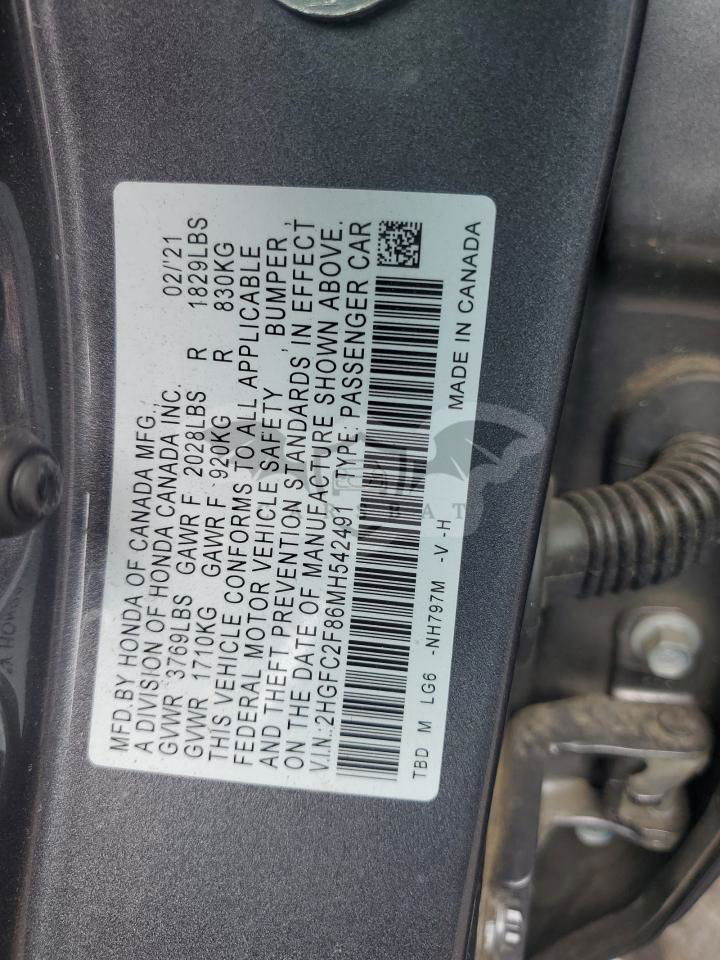 MFD.BY HONDA OF CANADA MFG., 02/'21
A DIVISION OF HONDA CANADA INC.
GVWR 3769LBS GAWR F 2028LBS R 1829LBS
GVWR 1710KG GAWR F 920KG R 830KG
THIS VEHICLE CONFORMS TO ALL APPLICABLE
FEDERAL MOTOR VEHICLE SAFETY , BUMPER ,
AND THEFT PREVENTION STANDARDS IN EFFECT
ON THE DATE OF MANUFACTURE SHOWN ABOVE.
V.I.N.:2HGFC2F86MH542491 TYPE: PASSENGER CAR
TBD M LG6 -NH797M -V -H MADE IN CANADA
CARSBAT